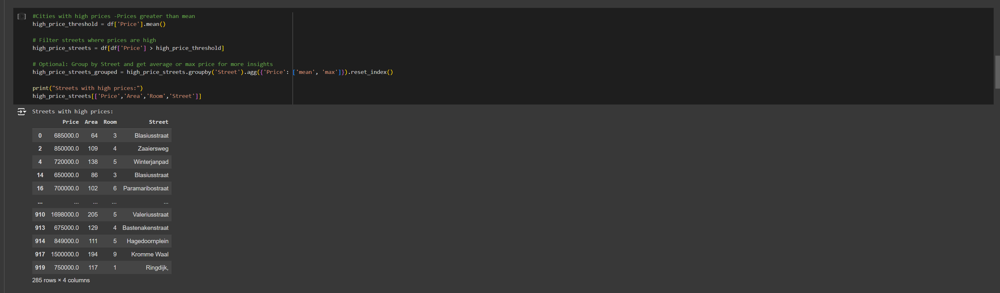 [ ] #Cities with high prices -Prices greater than mean
high_price_threshold = df['Price'].mean()
# Filter streets where prices are high
high_price_streets = df[df['Price'] > high_price_threshold]
# Optional: Group by Street and get average or max price for more insights
high_price_streets_grouped = high_price_streets.groupby('Street').agg({'Price': ['mean', 'max']}).reset_index()
print("Streets with high prices:")
high_price_streets[['Price','Area','Room','Street']]
Streets with high prices:
Price Area Room Street
0 685000.0 64 3 Blasiusstraat
2 850000.0 109 4 Zaaiersweg
4 720000.0 138 5 Winterjanpad
14 650000.0 86 3 Blasiusstraat
16 700000.0 102 6 Paramaribostraat
... ... ... ... ...
910 1698000.0 205 5 Valeriusstraat
913 675000.0 129 4 Bastenakenstraat
914 849000.0 111 5 Hagedoornplein
917 1500000.0 194 9 Kromme Waal
919 750000.0 117 1 Ringdijk,
285 rows × 4 columns